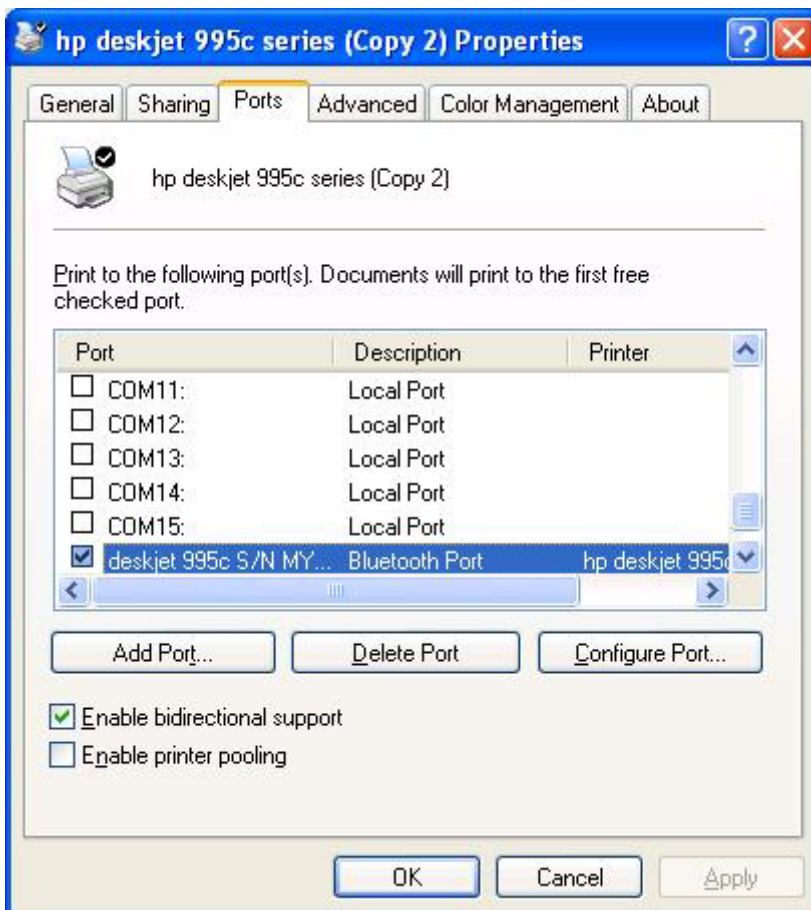 hp deskjet 995c series (Copy 2) Properties
General Sharing Ports Advanced Color Management About
hp deskjet 995c series (Copy 2)
Print to the following port(s). Documents will print to the first free
checked port.
Port Description Printer
COM11: Local Port
COM12: Local Port
COM13: Local Port
COM14: Local Port
COM15: Local Port
deskjet 995c S/N MY... Bluetooth Port hp deskjet 995c
Add Port... Delete Port Configure Port...
Enable bidirectional support
Enable printer pooling
OK Cancel Apply